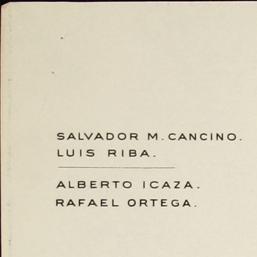 SALVADOR M. CANCINO.
LUIS RIBA.
ALBERTO ICAZA.
RAFAEL ORTEGA.